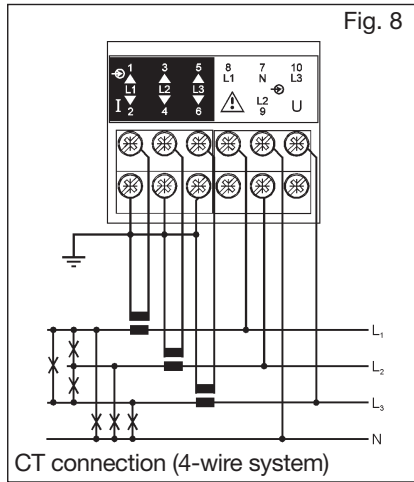 Fig. 8
1 3 5 8 7 10
L1 N L3
L1 L2 L3
I L2 U
2 4 6 9
L1
L2
L3
N
CT connection (4-wire system)